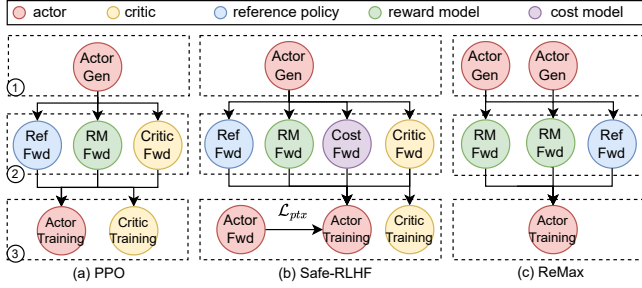 actor critic reference policy reward model cost model
1
Actor Gen
Actor Gen
Actor Gen
Actor Gen
2
Ref Fwd
RM Fwd
Critic Fwd
Ref Fwd
RM Fwd
Cost Fwd
Critic Fwd
RM Fwd
RM Fwd
Ref Fwd
3
Actor Training
Critic Training
Actor Fwd
ℒptx
Actor Training
Critic Training
Actor Training
(a) PPO
(b) Safe-RLHF
(c) ReMax